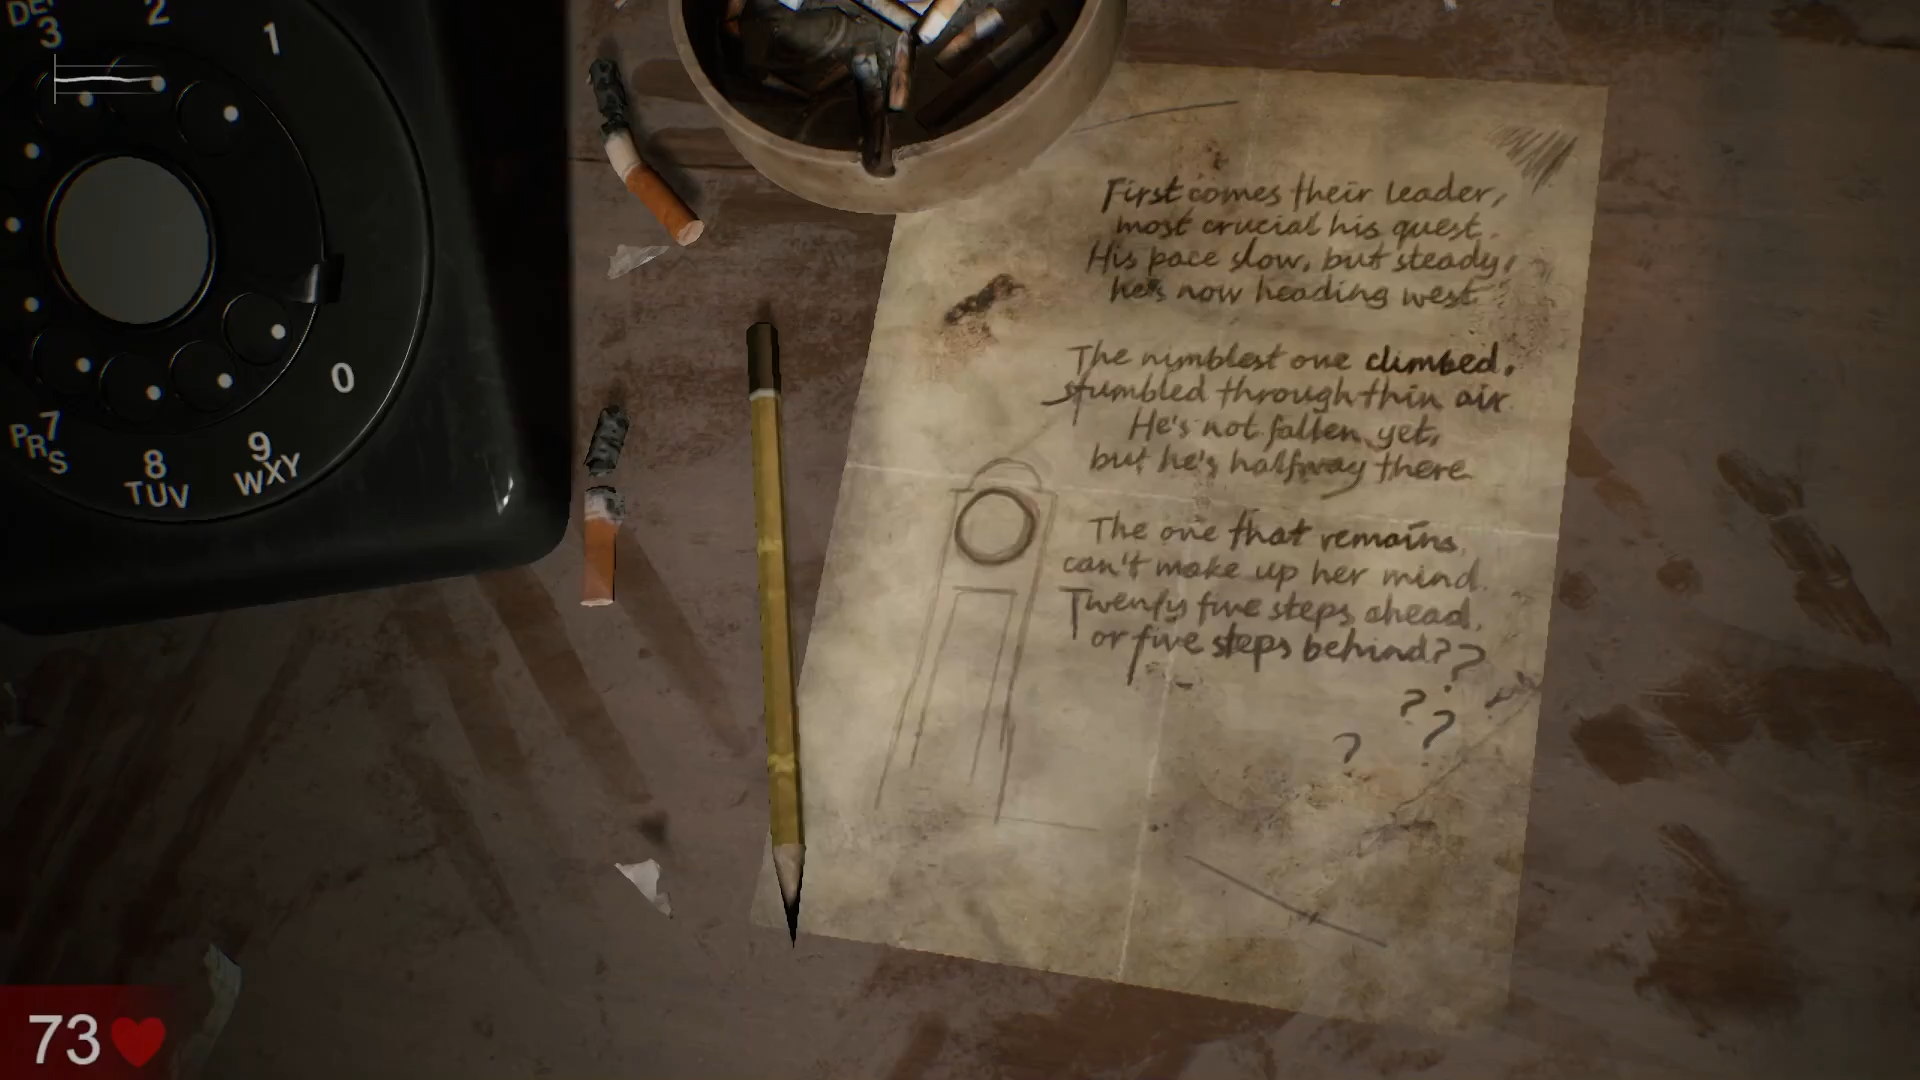 DEF
3
2
1
0
PRS
7
8
TUV
9
WXY
First comes their leader,
most crucial his quest.
His pace slow, but steady,
he's now heading west
The nimblest one climbed,
stumbled through thin air.
He's not fallen yet,
but he's halfway there.
The one that remains,
can't make up her mind.
Twenty five steps ahead,
or five steps behind??
?
?
?
73